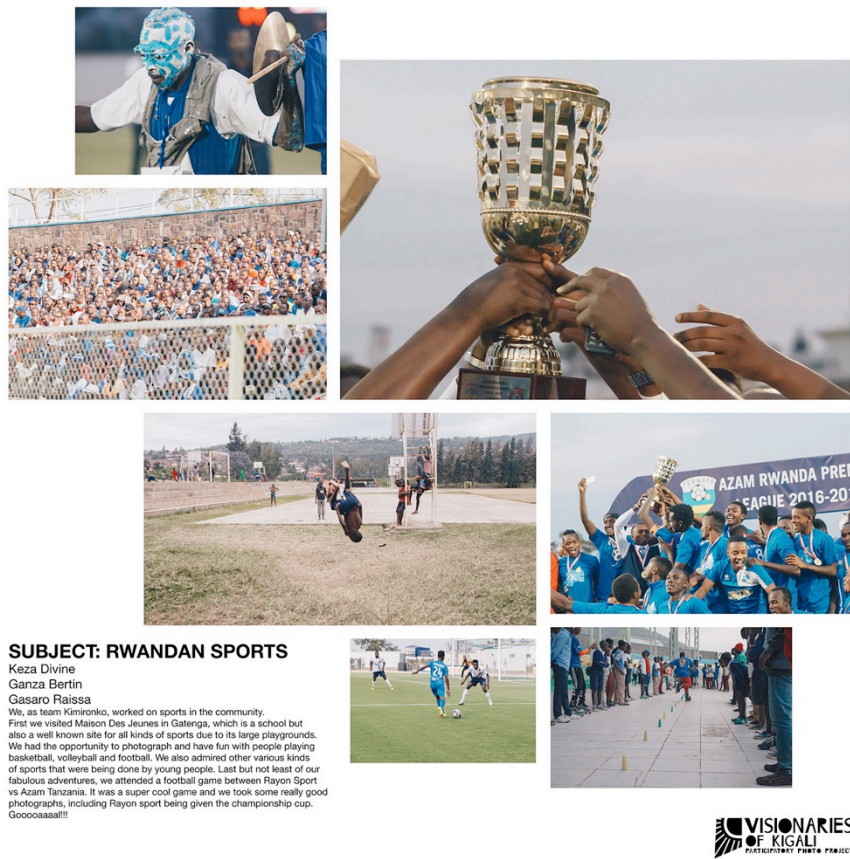 AZAM RWANDA PRE
LEAGUE 2016-20
24
SUBJECT: RWANDAN SPORTS
Keza Divine
Ganza Bertin
Gasaro Raissa
We, as team Kimironko, worked on sports in the community.
First we visited Maison Des Jeunes in Gatenga, which is a school but
also a well known site for all kinds of sports due to its large playgrounds.
We had the opportunity to photograph and have fun with people playing
basketball, volleyball and football. We also admired other various kinds
of sports that were being done by young people. Last but not least of our
fabulous adventures, we attended a football game between Rayon Sport
vs Azam Tanzania. It was a super cool game and we took some really good
photographs, including Rayon sport being given the championship cup.
Gooooaaaal!!!
VISIONARIES
OF KIGALI
PARTICIPATORY PHOTO PROJECT